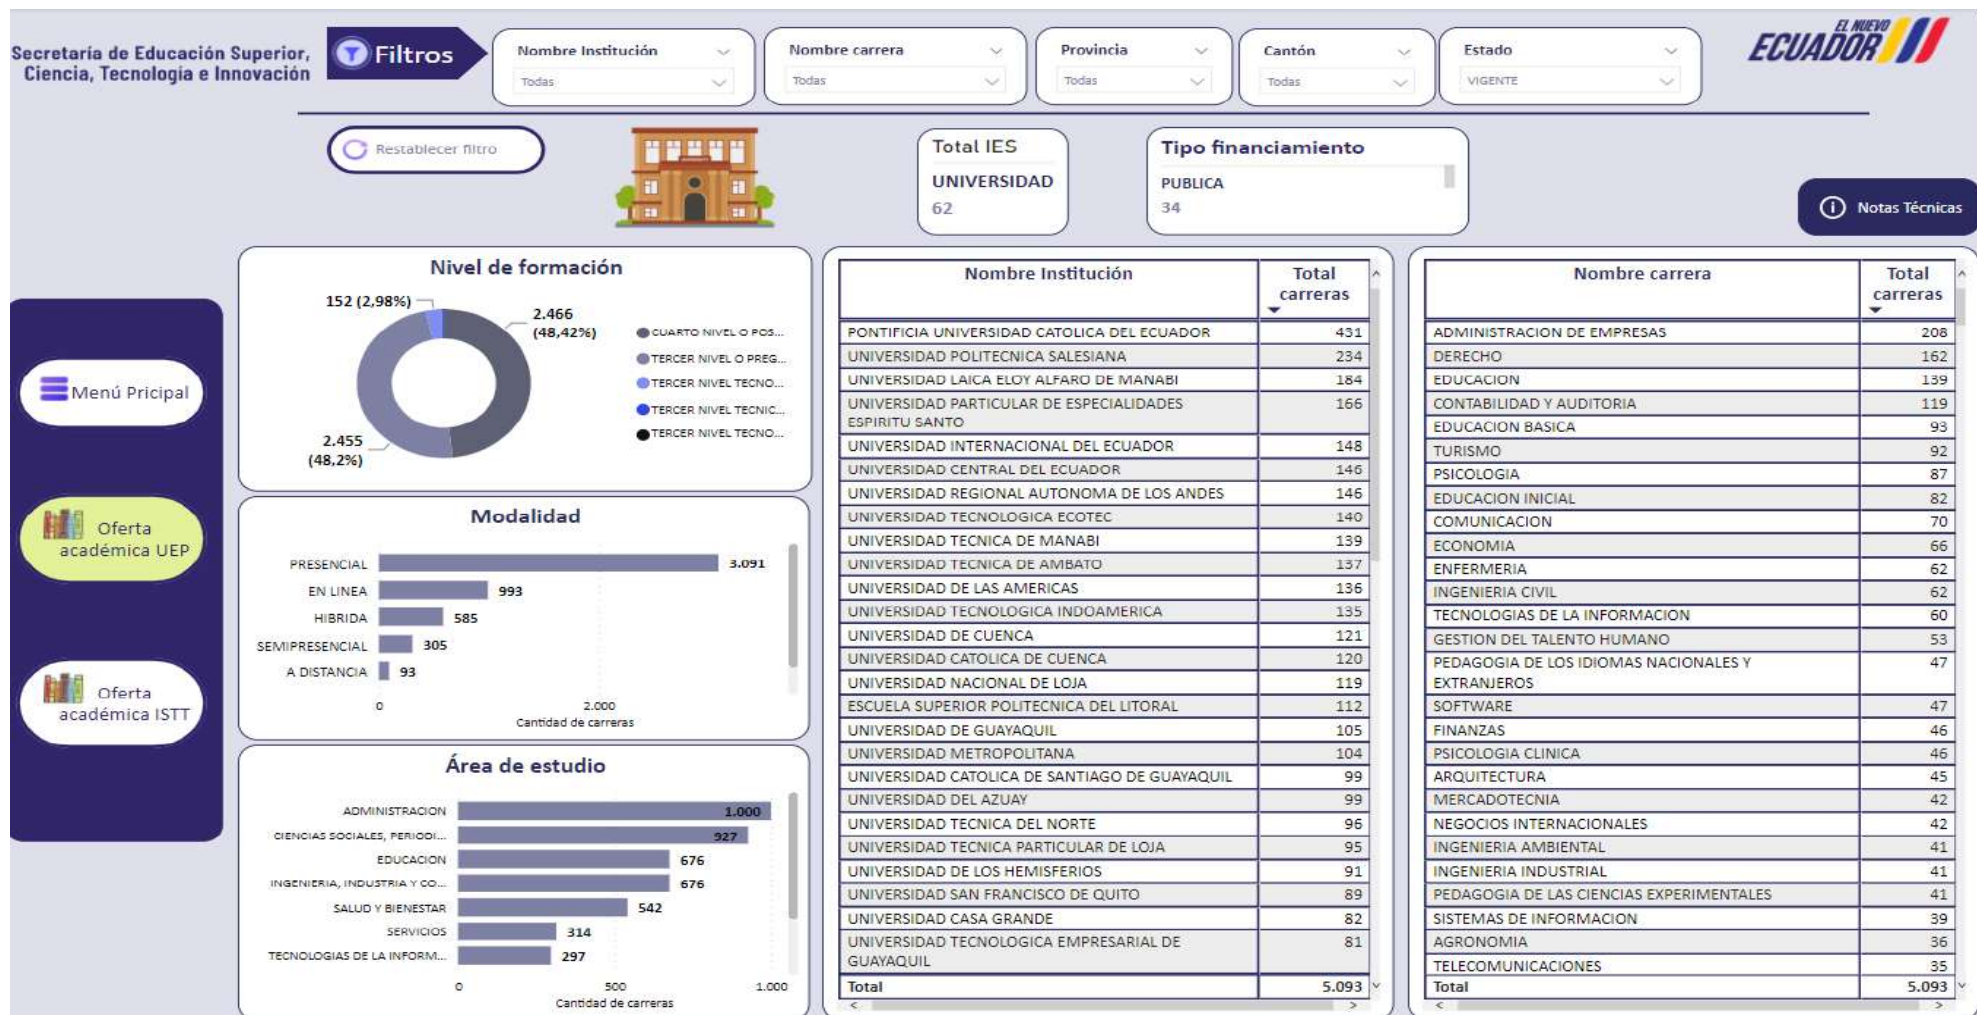 Secretaría de Educación Superior,
Ciencia, Tecnología e Innovación
Filtros
Nombre Institución
Todas
Nombre carrera
Todas
Provincia
Todas
Cantón
Todas
Estado
VIGENTE
EL NUEVO
ECUADOR
Restablecer filtro
Total IES
UNIVERSIDAD
62
Tipo financiamiento
PUBLICA
34
Notas Técnicas
Menú Pricipal
Oferta
académica UEP
Oferta
académica ISTT
Nivel de formación
152 (2,98%)
2.466
(48,42%)
2.455
(48,2%)
CUARTO NIVEL O POS...
TERCER NIVEL O PREG...
TERCER NIVEL TECNO...
TERCER NIVEL TECNIC...
TERCER NIVEL TECNO...
Modalidad
PRESENCIAL 3.091
EN LINEA 993
HIBRIDA 585
SEMIPRESENCIAL 305
A DISTANCIA 93
0 2.000
Cantidad de carreras
Área de estudio
ADMINISTRACION 1.000
CIENCIAS SOCIALES, PERIODI... 927
EDUCACION 676
INGENIERIA, INDUSTRIA Y CO... 676
SALUD Y BIENESTAR 542
SERVICIOS 314
TECNOLOGIAS DE LA INFORM... 297
0 500 1.000
Cantidad de carreras
Nombre Institución Total
carreras
PONTIFICIA UNIVERSIDAD CATOLICA DEL ECUADOR 431
UNIVERSIDAD POLITECNICA SALESIANA 234
UNIVERSIDAD LAICA ELOY ALFARO DE MANABI 184
UNIVERSIDAD PARTICULAR DE ESPECIALIDADES 166
ESPIRITU SANTO
UNIVERSIDAD INTERNACIONAL DEL ECUADOR 148
UNIVERSIDAD CENTRAL DEL ECUADOR 146
UNIVERSIDAD REGIONAL AUTONOMA DE LOS ANDES 146
UNIVERSIDAD TECNOLOGICA ECOTEC 140
UNIVERSIDAD TECNICA DE MANABI 139
UNIVERSIDAD TECNICA DE AMBATO 137
UNIVERSIDAD DE LAS AMERICAS 136
UNIVERSIDAD TECNOLOGICA INDOAMERICA 135
UNIVERSIDAD DE CUENCA 121
UNIVERSIDAD CATOLICA DE CUENCA 120
UNIVERSIDAD NACIONAL DE LOJA 119
ESCUELA SUPERIOR POLITECNICA DEL LITORAL 112
UNIVERSIDAD DE GUAYAQUIL 105
UNIVERSIDAD METROPOLITANA 104
UNIVERSIDAD CATOLICA DE SANTIAGO DE GUAYAQUIL 99
UNIVERSIDAD DEL AZUAY 99
UNIVERSIDAD TECNICA DEL NORTE 96
UNIVERSIDAD TECNICA PARTICULAR DE LOJA 95
UNIVERSIDAD DE LOS HEMISFERIOS 91
UNIVERSIDAD SAN FRANCISCO DE QUITO 89
UNIVERSIDAD CASA GRANDE 82
UNIVERSIDAD TECNOLOGICA EMPRESARIAL DE 81
GUAYAQUIL
Total 5.093
Nombre carrera Total
carreras
ADMINISTRACION DE EMPRESAS 208
DERECHO 162
EDUCACION 139
CONTABILIDAD Y AUDITORIA 119
EDUCACION BASICA 93
TURISMO 92
PSICOLOGIA 87
EDUCACION INICIAL 82
COMUNICACION 70
ECONOMIA 66
ENFERMERIA 62
INGENIERIA CIVIL 62
TECNOLOGIAS DE LA INFORMACION 60
GESTION DEL TALENTO HUMANO 53
PEDAGOGIA DE LOS IDIOMAS NACIONALES Y 47
EXTRANJEROS
SOFTWARE 47
FINANZAS 46
PSICOLOGIA CLINICA 46
ARQUITECTURA 45
MERCADOTECNIA 42
NEGOCIOS INTERNACIONALES 42
INGENIERIA AMBIENTAL 41
INGENIERIA INDUSTRIAL 41
PEDAGOGIA DE LAS CIENCIAS EXPERIMENTALES 41
SISTEMAS DE INFORMACION 39
AGRONOMIA 36
TELECOMUNICACIONES 35
Total 5.093